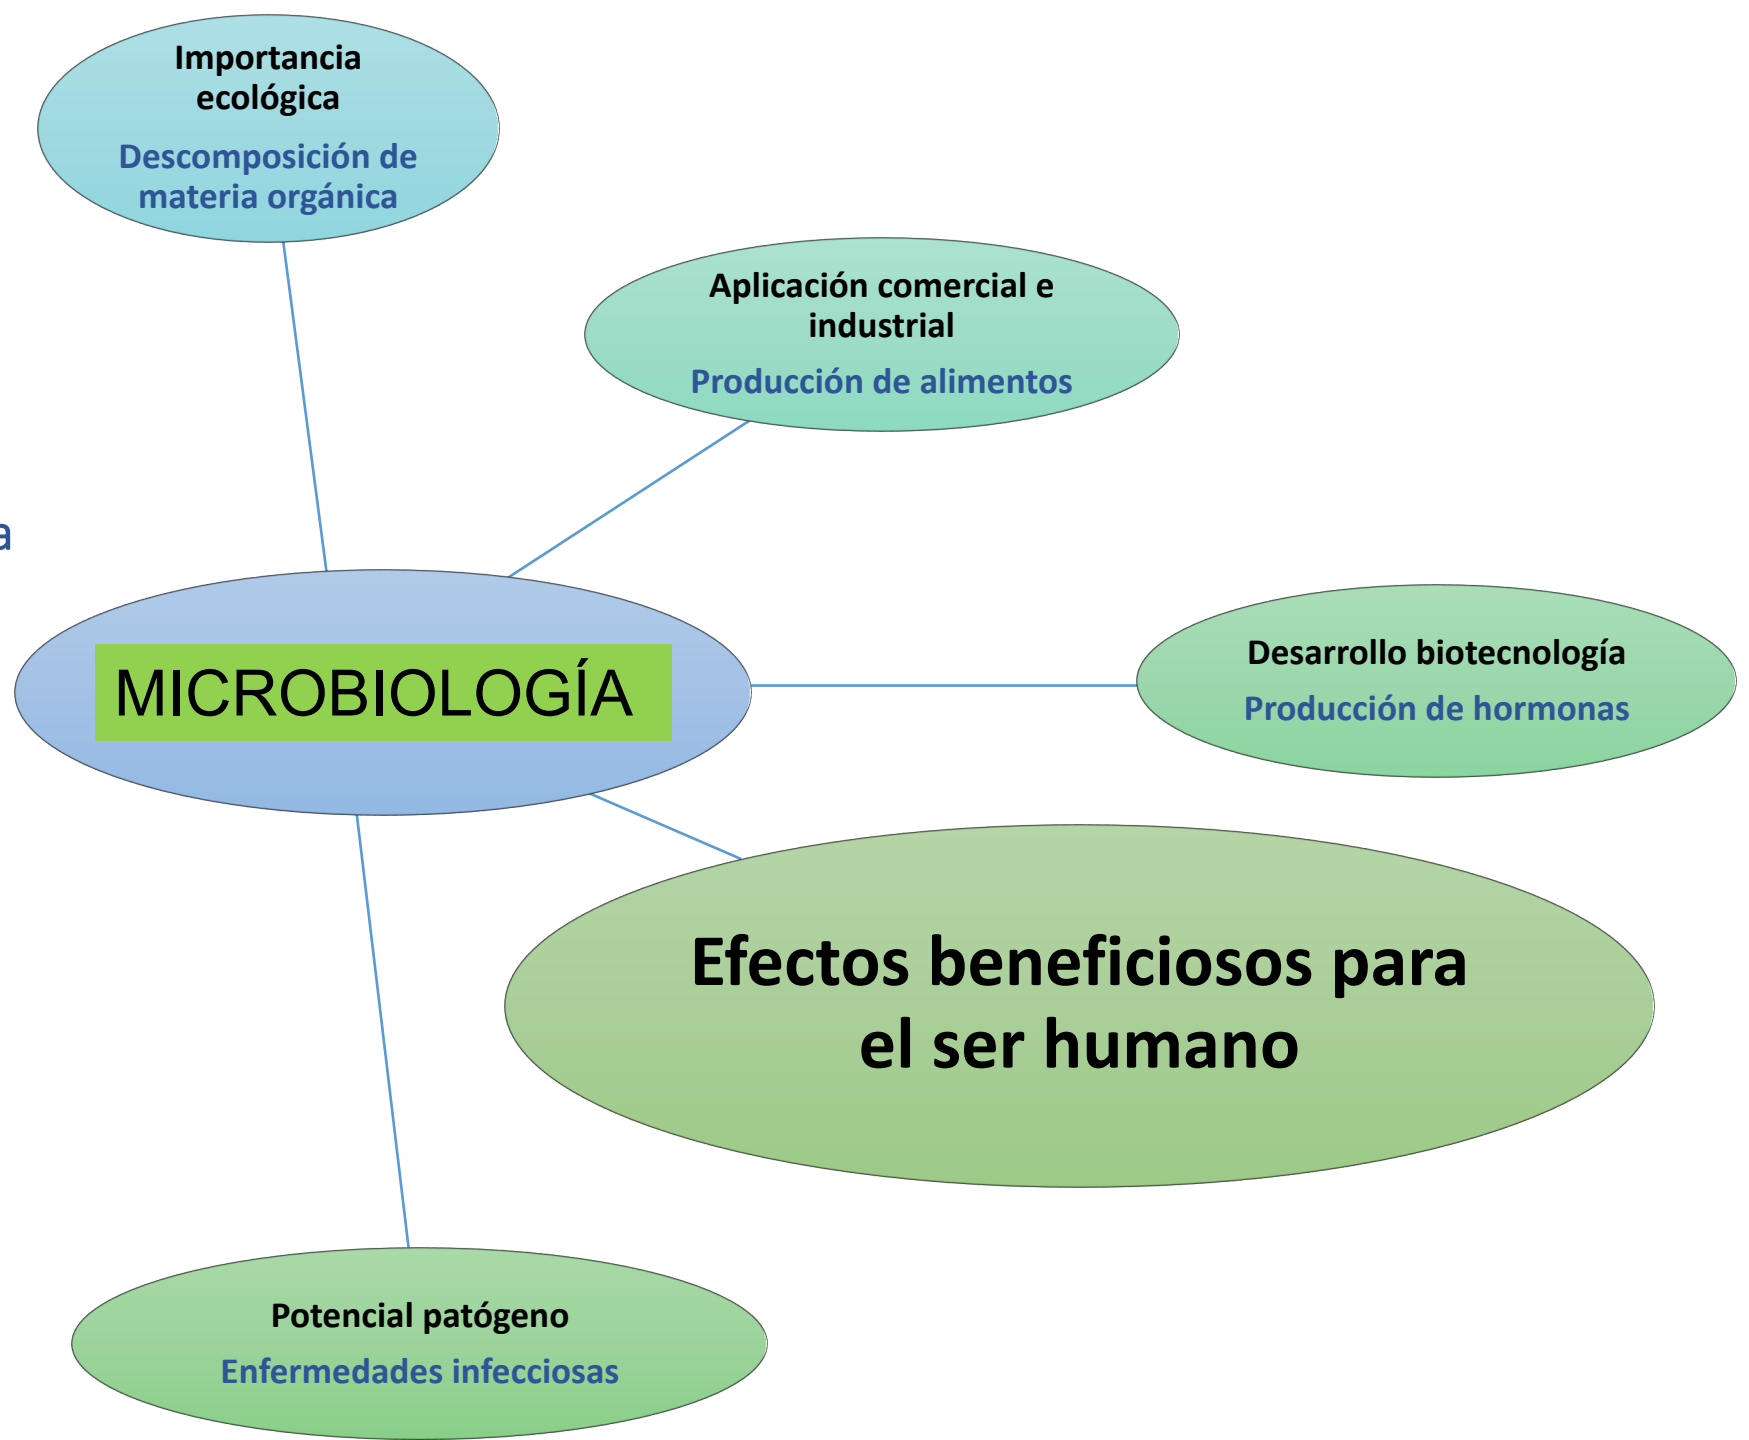 Importancia
ecológica
Descomposición de
materia orgánica
Aplicación comercial e
industrial
Producción de alimentos
a
MICROBIOLOGÍA
Desarrollo biotecnología
Producción de hormonas
Efectos beneficiosos para
el ser humano
Potencial patógeno
Enfermedades infecciosas